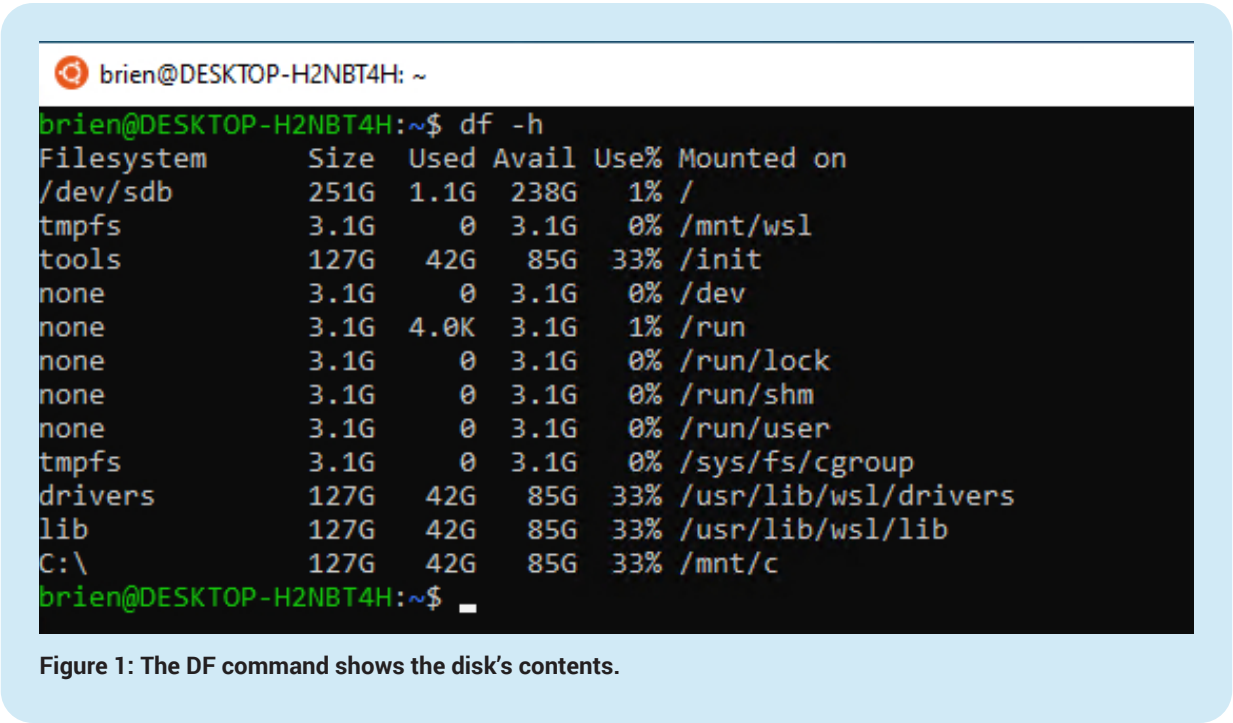 brien@DESKTOP-H2NBT4H: ~
brien@DESKTOP-H2NBT4H:~$ df -h
Filesystem      Size  Used Avail Use% Mounted on
/dev/sdb        251G  1.1G  238G   1% /
tmpfs           3.1G     0  3.1G   0% /mnt/wsl
tools           127G   42G   85G  33% /init
none            3.1G     0  3.1G   0% /dev
none            3.1G  4.0K  3.1G   1% /run
none            3.1G     0  3.1G   0% /run/lock
none            3.1G     0  3.1G   0% /run/shm
none            3.1G     0  3.1G   0% /run/user
tmpfs           3.1G     0  3.1G   0% /sys/fs/cgroup
drivers         127G   42G   85G  33% /usr/lib/wsl/drivers
lib             127G   42G   85G  33% /usr/lib/wsl/lib
C:\             127G   42G   85G  33% /mnt/c
brien@DESKTOP-H2NBT4H:~$
Figure 1: The DF command shows the disk’s contents.